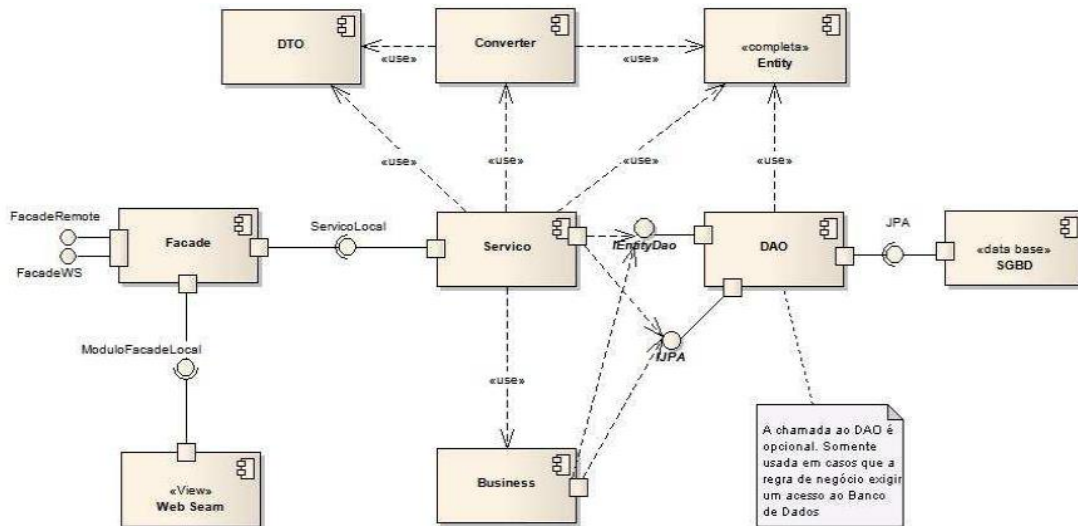 DTO
Converter
«completa»
Entity
«use»
«use»
«use»
«use»
«use»
«use»
FacadeRemote
FacadeWS
Facade
ServicoLocal
Servico
IEntityDao
DAO
JPA
«data base»
SGBD
IJPA
ModuloFacadeLocal
«use»
«View»
Web Seam
Business
A chamada ao DAO é
opcional. Somente
usada em casos que a
regra de negócio exigir
um acesso ao Banco
de Dados